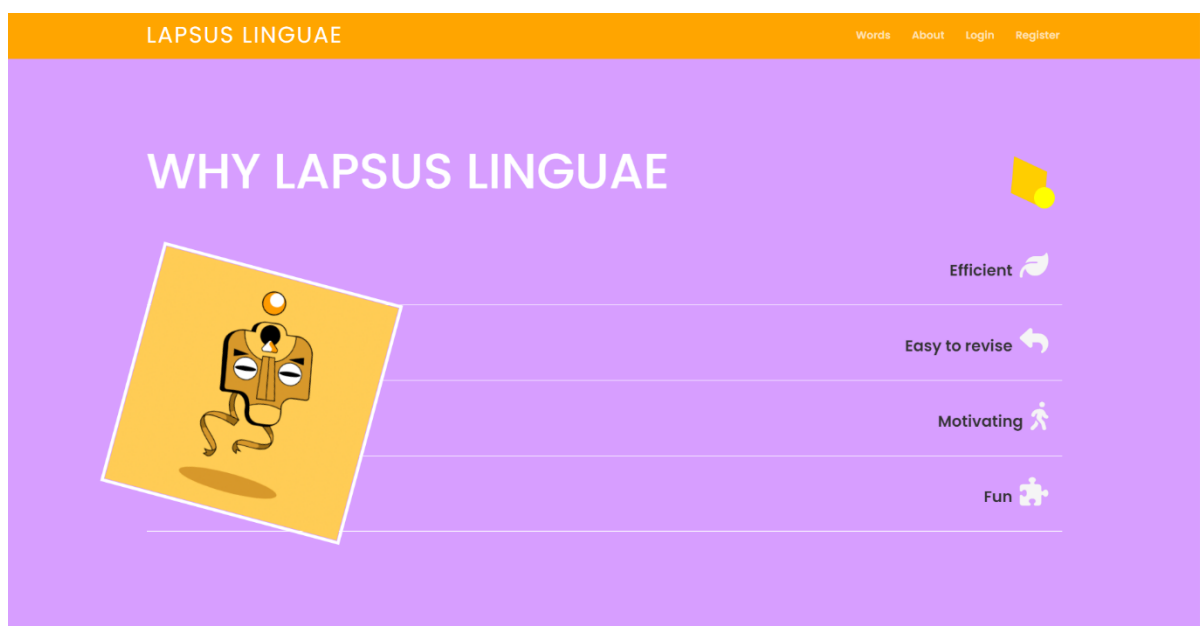 LAPSUS LINGUAE
Words About Login Register
WHY LAPSUS LINGUAE
Efficient
Easy to revise
Motivating
Fun